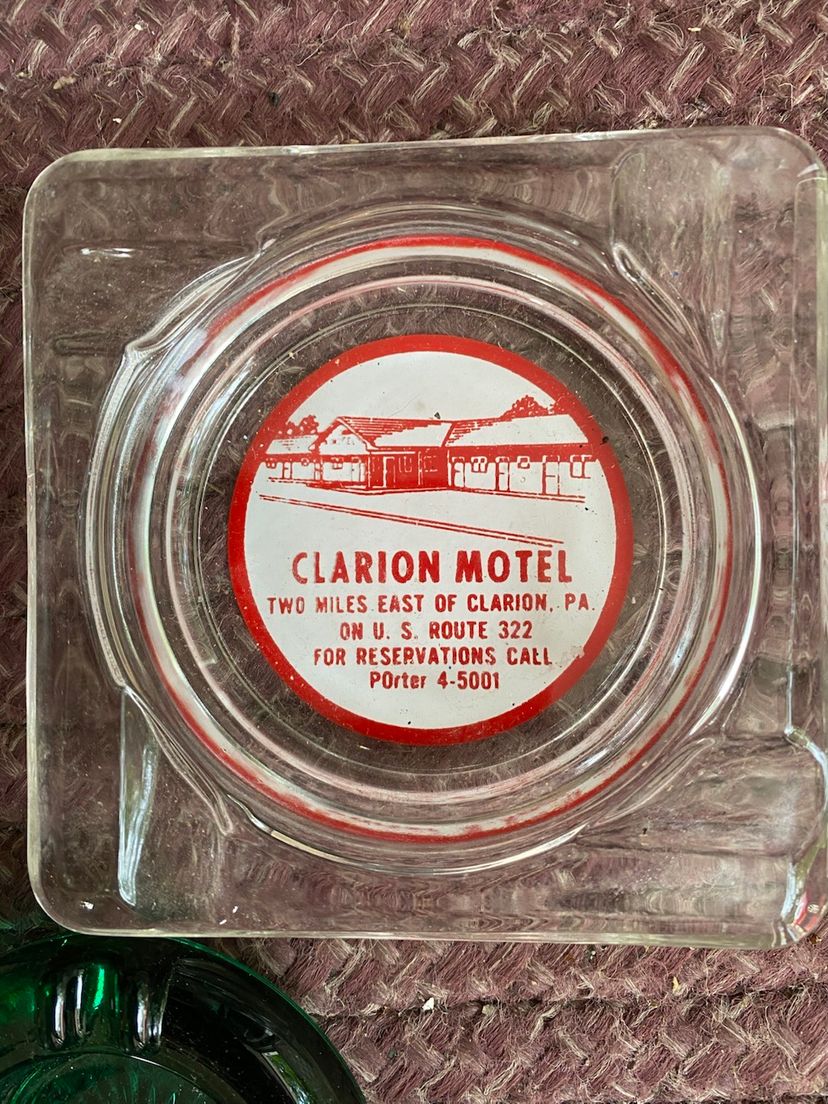 CLARION MOTEL
TWO MILES EAST OF CLARION, PA.
ON U. S. ROUTE 322
FOR RESERVATIONS CALL
POrter 4-5001